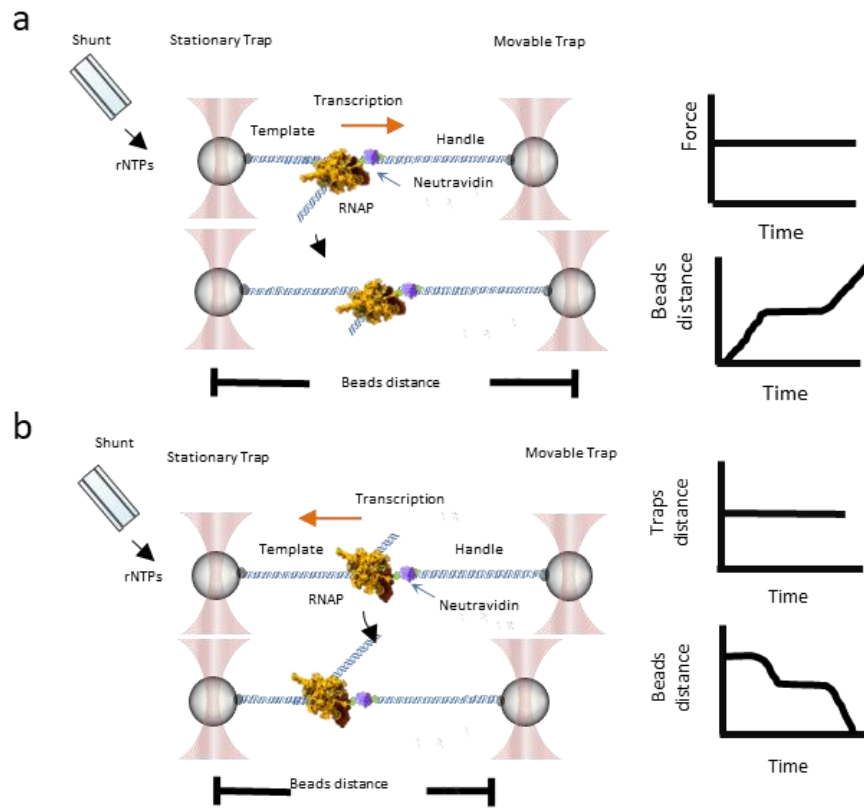 a
Shunt
Stationary Trap
Movable Trap
Transcription
Template
Handle
rNTPs
Neutravidin
RNAP
Beads distance
Force
Time
Beads
distance
Time
b
Shunt
Stationary Trap
Movable Trap
Transcription
Template
Handle
rNTPs
RNAP
Neutravidin
Beads distance
Traps
distance
Time
Beads
distance
Time